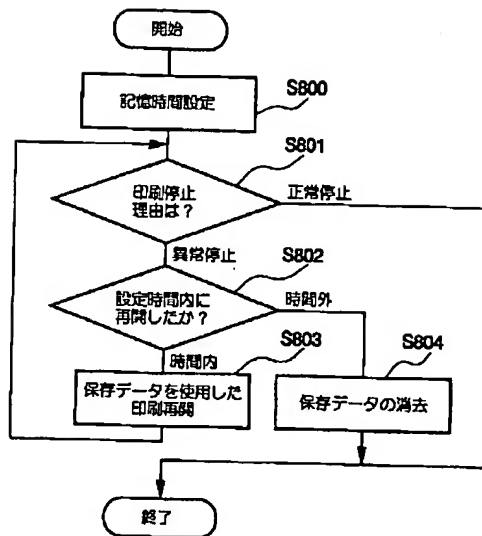 開始
記憶時間設定
S800
S801
印刷停止
理由は？
正常停止
異常停止
S802
設定時間内に
再開したか？
時間外
時間内
S803
S804
保存データを使用した
印刷再開
保存データの消去
終了